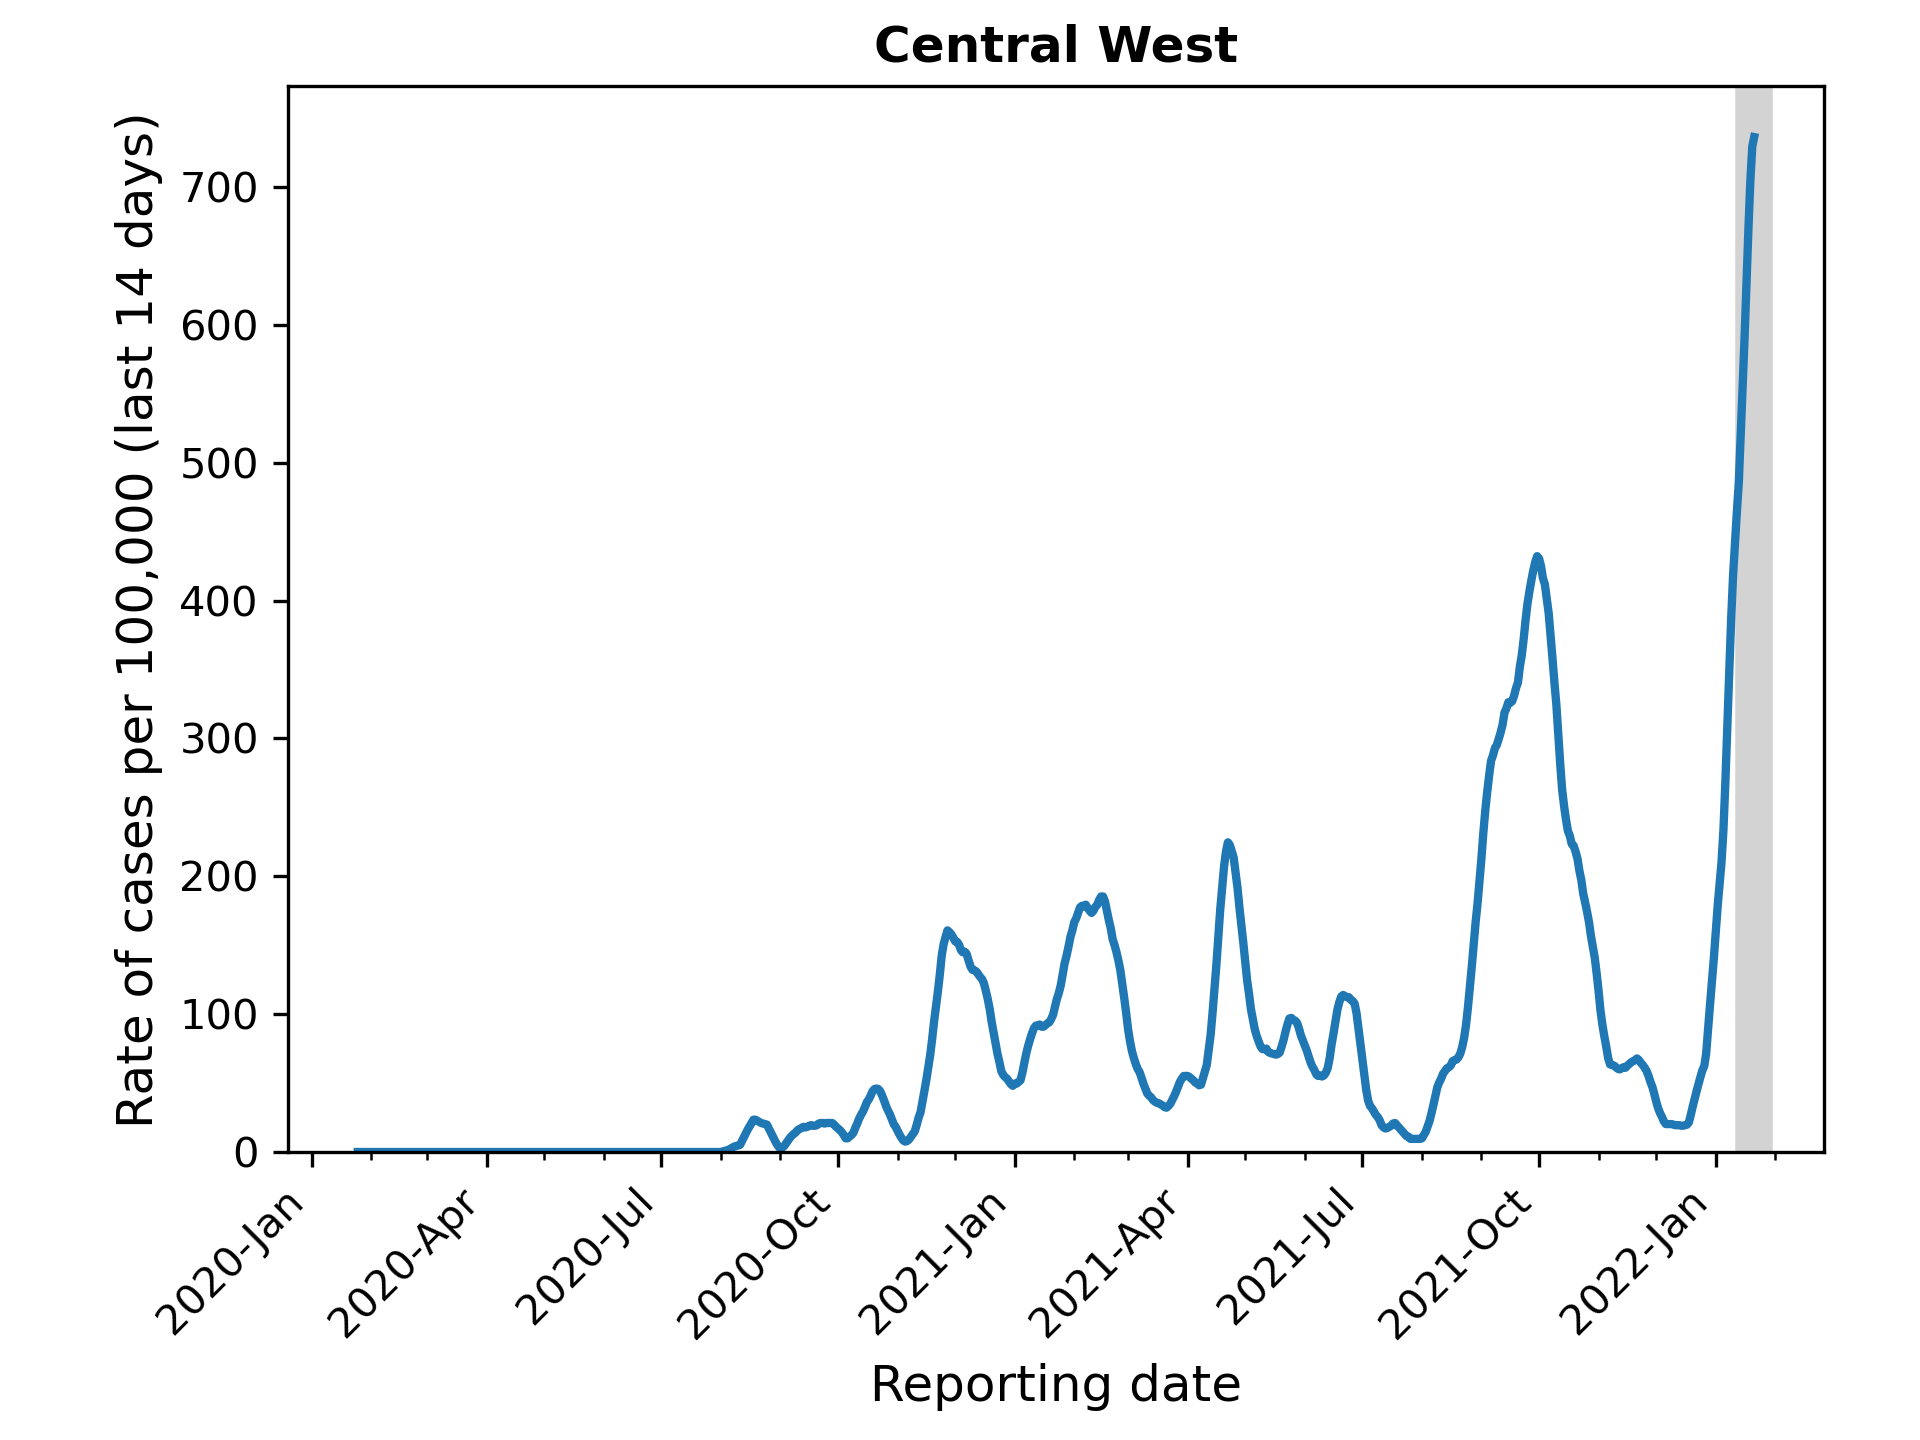 Central West
Rate of cases per 100,000 (last 14 days)
700
600
500
400
300
200
100
0
2020-Jan
2020-Apr
2020-Jul
2020-Oct
2021-Jan
2021-Apr
2021-Jul
2021-Oct
2022-Jan
Reporting date